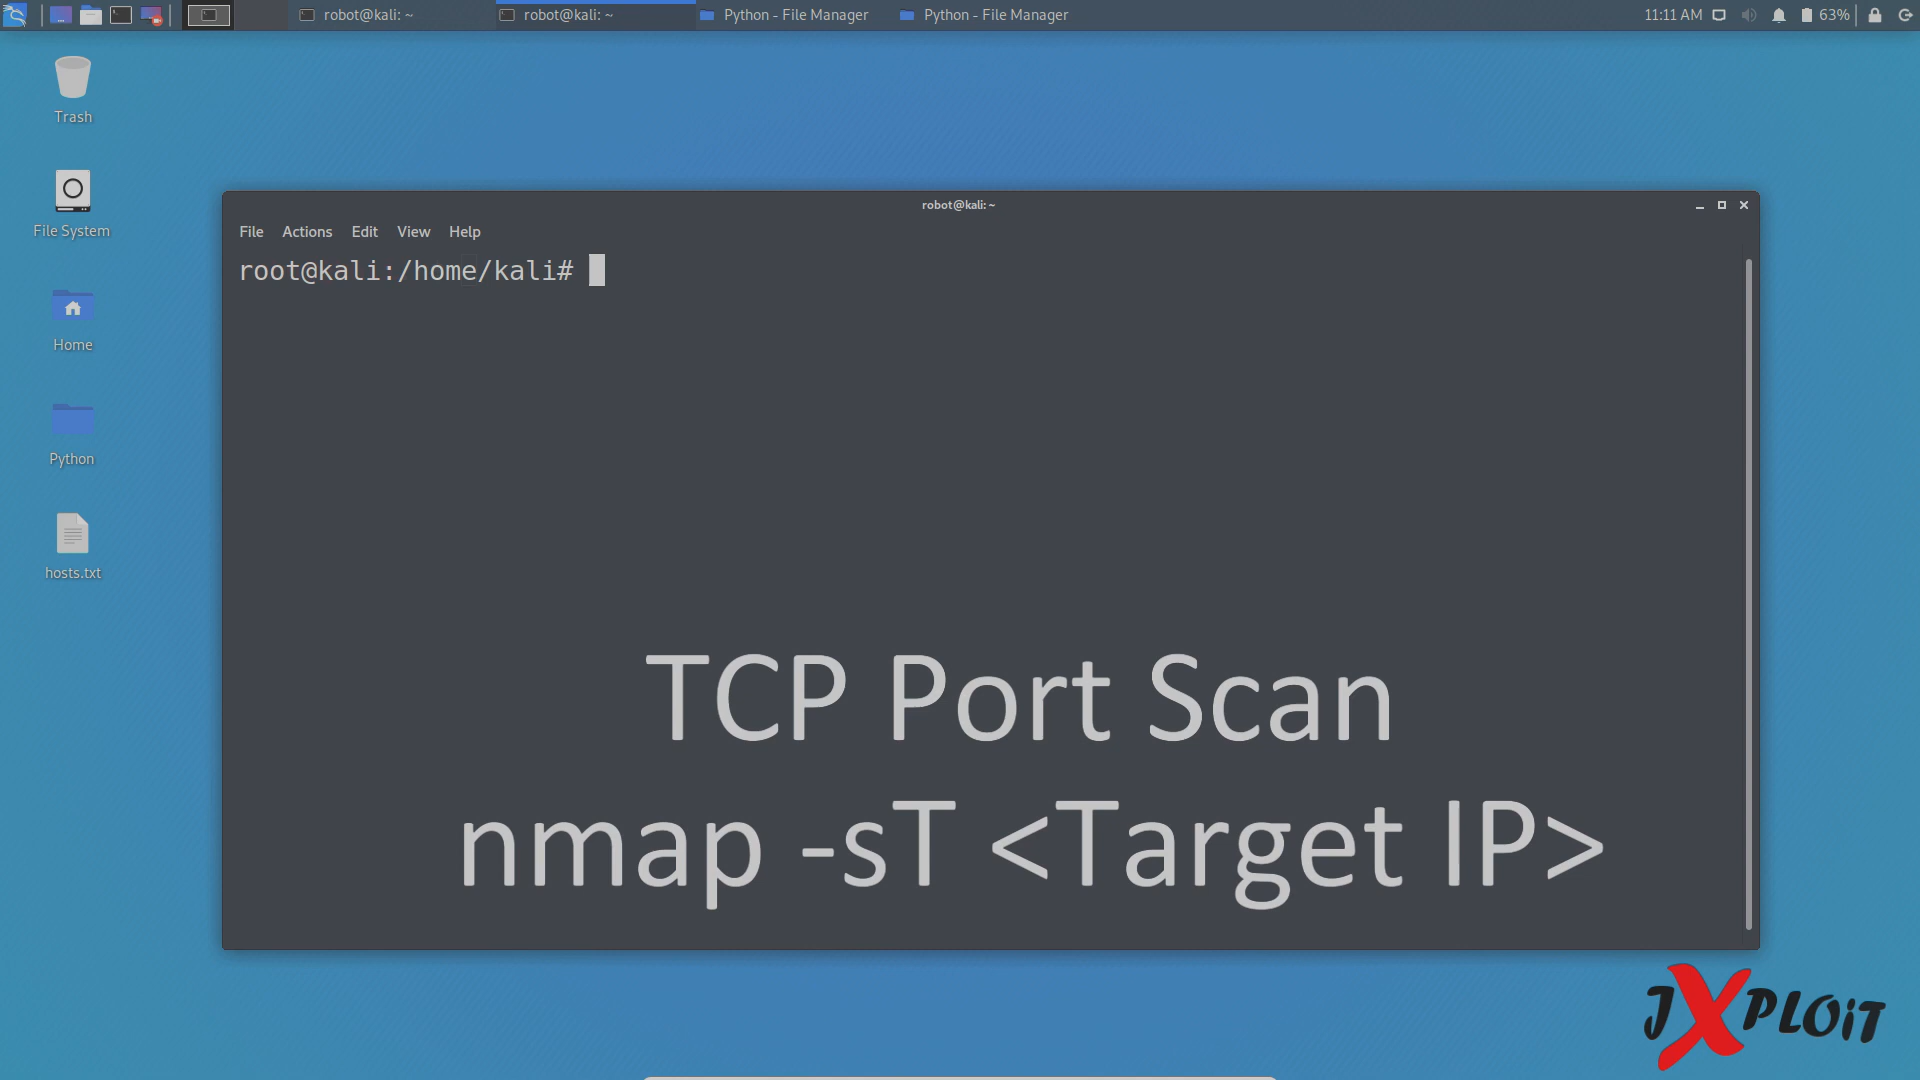 robot@kali: ~
robot@kali: ~
Python - File Manager
Python - File Manager
11:11 AM
63%
Trash
File System
Home
Python
hosts.txt
robot@kali: ~
File Actions Edit View Help
root@kali:/home/kali#
TCP Port Scan
nmap -sT <Target IP>
JXPLOiT